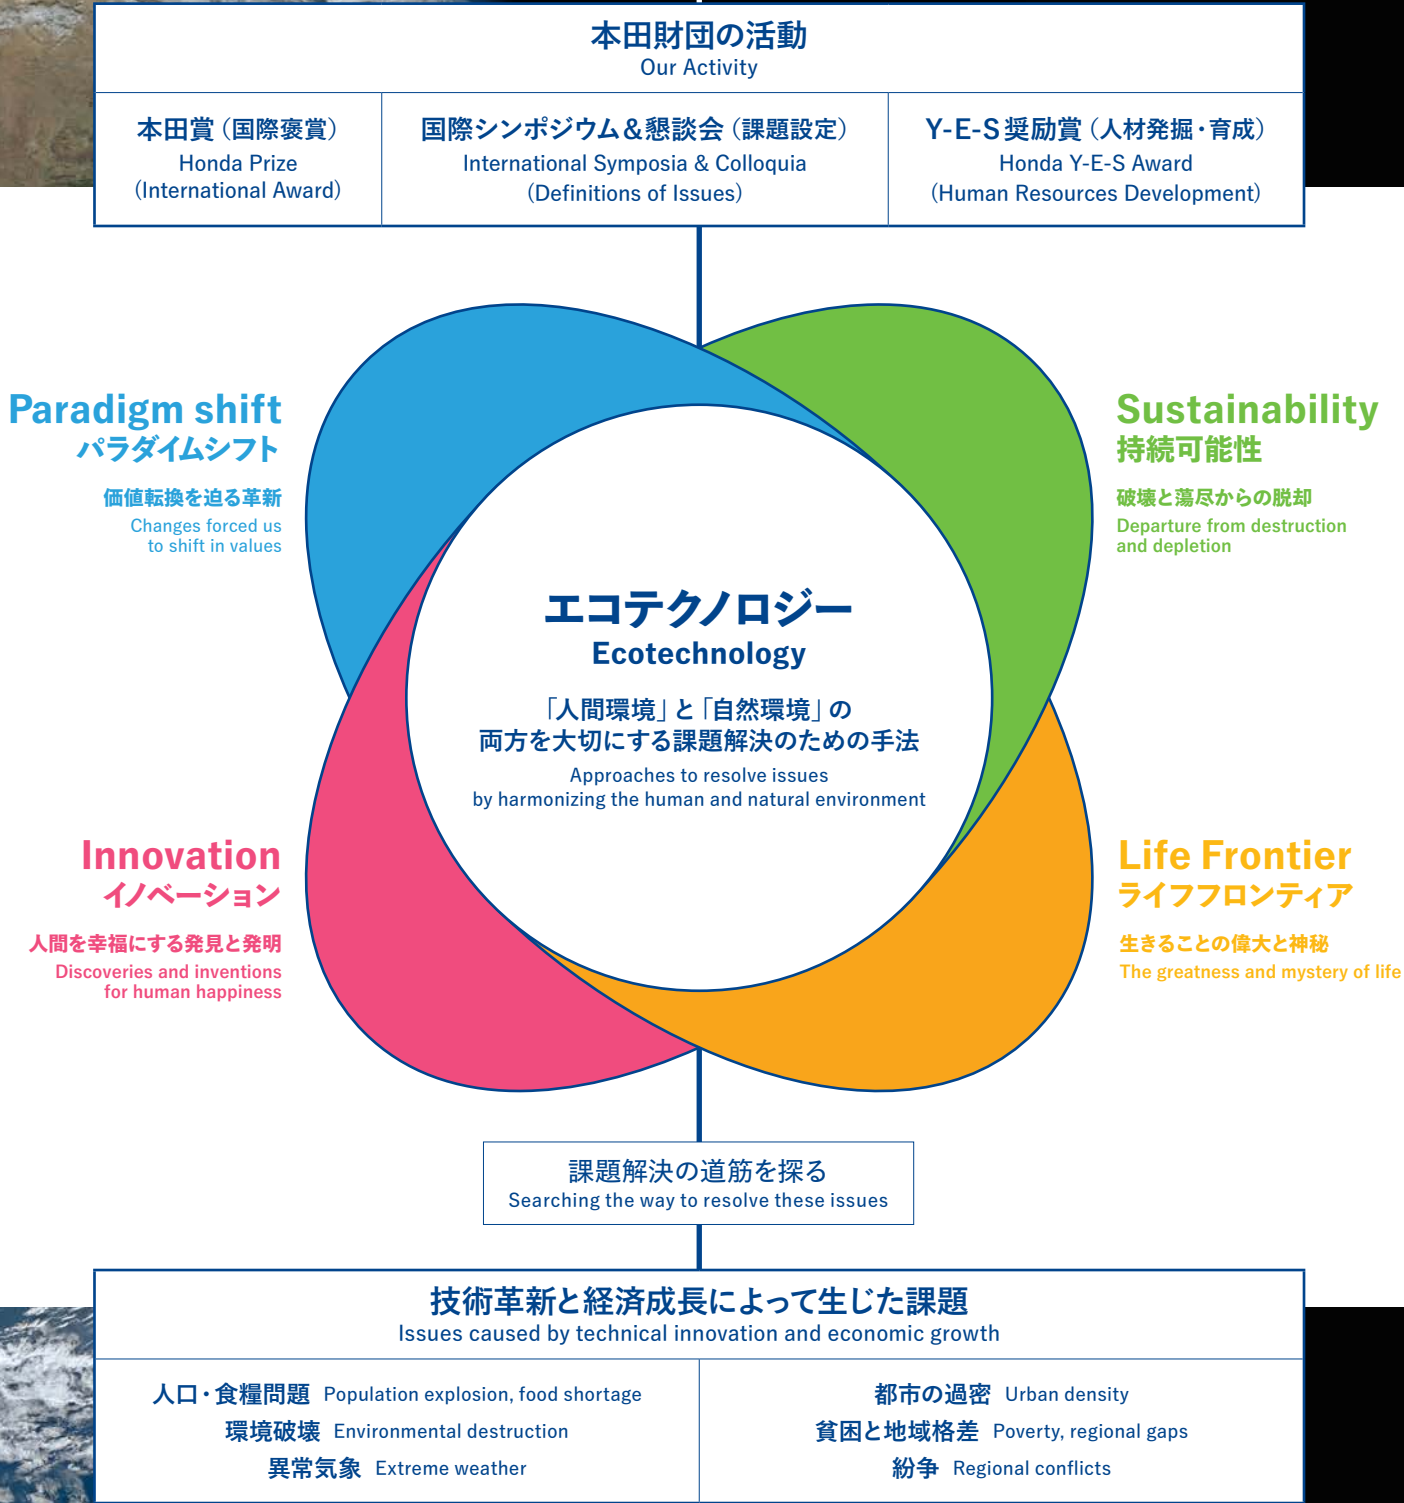 本田財団の活動
Our Activity
本田賞（国際褒賞）
Honda Prize
(International Award)
国際シンポジウム＆懇談会（課題設定）
International Symposia & Colloquia
(Definitions of Issues)
Y-E-S奨励賞（人材発掘・育成）
Honda Y-E-S Award
(Human Resources Development)
Paradigm shift
パラダイムシフト
価値転換を迫る革新
Changes forced us
to shift in values
Sustainability
持続可能性
破壊と蕩尽からの脱却
Departure from destruction
and depletion
エコテクノロジー
Ecotechnology
「人間環境」と「自然環境」の
両方を大切にする課題解決のための手法
Approaches to resolve issues
by harmonizing the human and natural environment
Innovation
イノベーション
人間を幸福にする発見と発明
Discoveries and inventions
for human happiness
Life Frontier
ライフフロンティア
生きることの偉大と神秘
The greatness and mystery of life
課題解決の道筋を探る
Searching the way to resolve these issues
技術革新と経済成長によって生じた課題
Issues caused by technical innovation and economic growth
人口・食糧問題 Population explosion, food shortage
環境破壊 Environmental destruction
異常気象 Extreme weather
都市の過密 Urban density
貧困と地域格差 Poverty, regional gaps
紛争 Regional conflicts